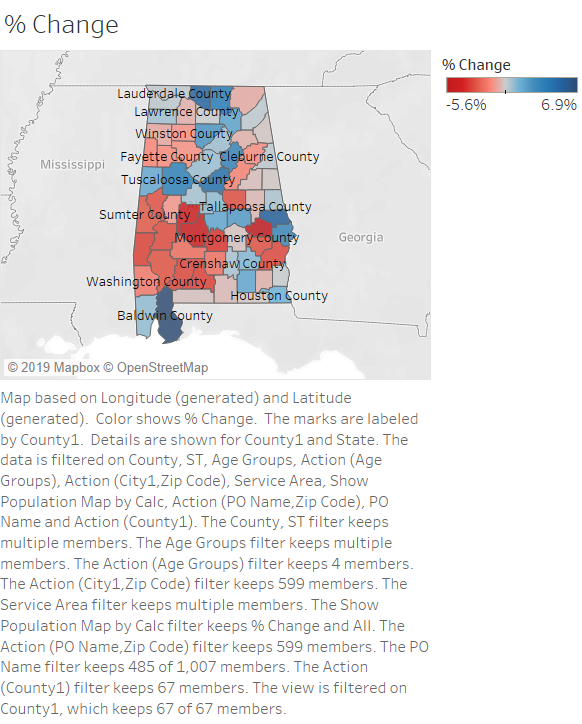 % Change
% Change
-5.6%
6.9%
Lauderdale County
Lawrence County
Winston County
Mississippi
Fayette County
Cleburne County
Tuscaloosa County
Sumter County
Tallapoosa County
Montgomery County
Georgia
Crenshaw County
Washington County
Houston County
Baldwin County
© 2019 Mapbox © OpenStreetMap
Map based on Longitude (generated) and Latitude
(generated).  Color shows % Change.  The marks are labeled
by County1.  Details are shown for County1 and State. The
data is filtered on County, ST, Age Groups, Action (Age
Groups), Action (City1,Zip Code), Service Area, Show
Population Map by Calc, Action (PO Name,Zip Code), PO
Name and Action (County1). The County, ST filter keeps
multiple members. The Age Groups filter keeps multiple
members. The Action (Age Groups) filter keeps 4 members.
The Action (City1,Zip Code) filter keeps 599 members. The
Service Area filter keeps multiple members. The Show
Population Map by Calc filter keeps % Change and All. The
Action (PO Name,Zip Code) filter keeps 599 members. The PO
Name filter keeps 485 of 1,007 members. The Action
(County1) filter keeps 67 members. The view is filtered on
County1, which keeps 67 of 67 members.